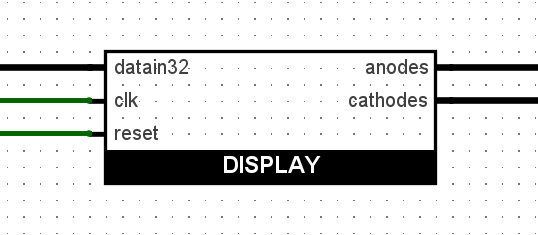 datain32 anodes
clk cathodes
reset
DISPLAY